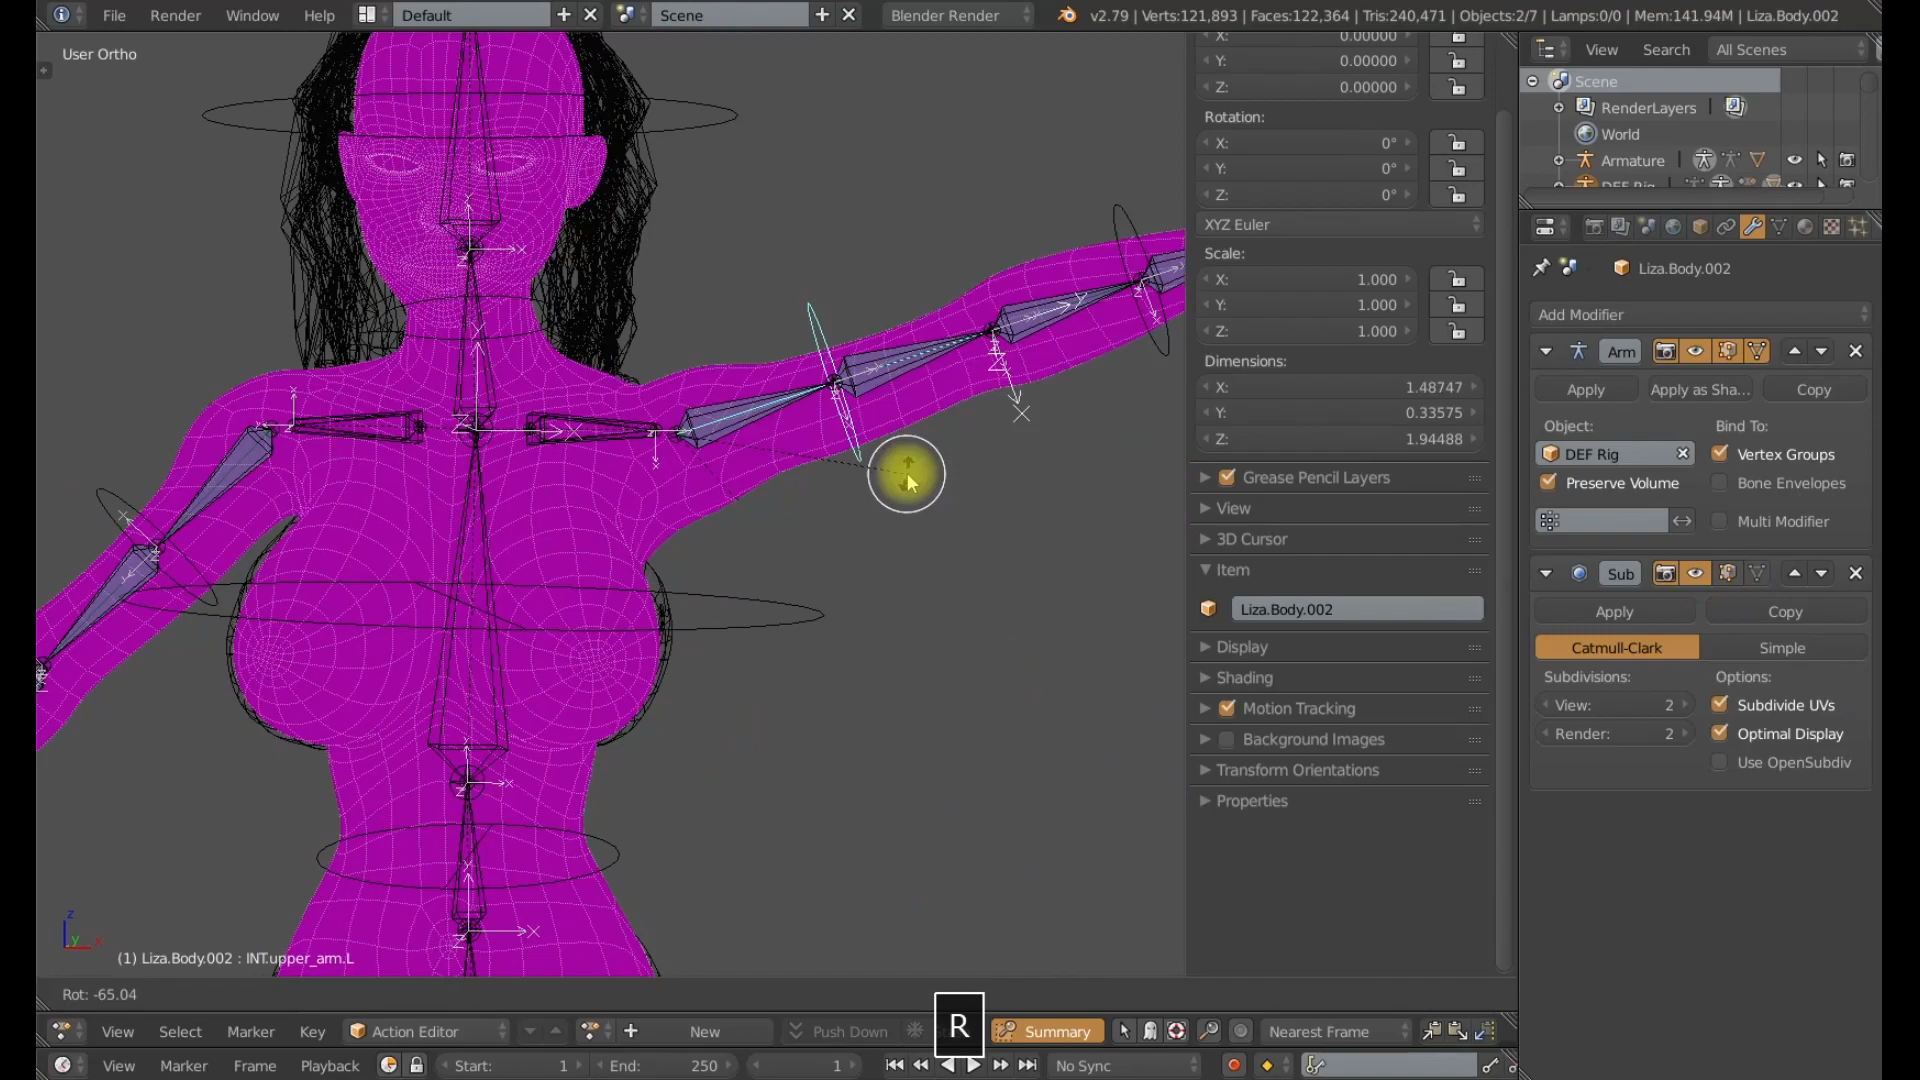 File Render Window Help Default Scene Blender Render v2.79 | Verts:121,893 | Faces:122,364 | Tris:240,471 | Objects:2/7 | Lamps:0/0 | Mem:141.94M | Liza.Body.002
User Ortho
X: 0.00000
Y: 0.00000
Z: 0.00000
Rotation:
X: 0°
Y: 0°
Z: 0°
XYZ Euler
Scale:
X: 1.000
Y: 1.000
Z: 1.000
Dimensions:
X: 1.48747
Y: 0.33575
Z: 1.94488
Grease Pencil Layers
View
3D Cursor
Item
Liza.Body.002
Display
Shading
Motion Tracking
Background Images
Transform Orientations
Properties
View Search All Scenes
Scene
RenderLayers
World
Armature
DEF Rig
Liza.Body.002
Add Modifier
Arm
Apply Apply as Sha... Copy
Object: Bind To:
DEF Rig Vertex Groups
Preserve Volume Bone Envelopes
Multi Modifier
Sub
Apply Copy
Catmull-Clark Simple
Subdivisions: Options:
View: 2 Subdivide UVs
Render: 2 Optimal Display
Use OpenSubdiv
(1) Liza.Body.002 : INT.upper_arm.L
Rot: -65.04
R
View Select Marker Key Action Editor New Push Down Summary Nearest Frame
View Marker Frame Playback Start: 1 End: 250 1 No Sync